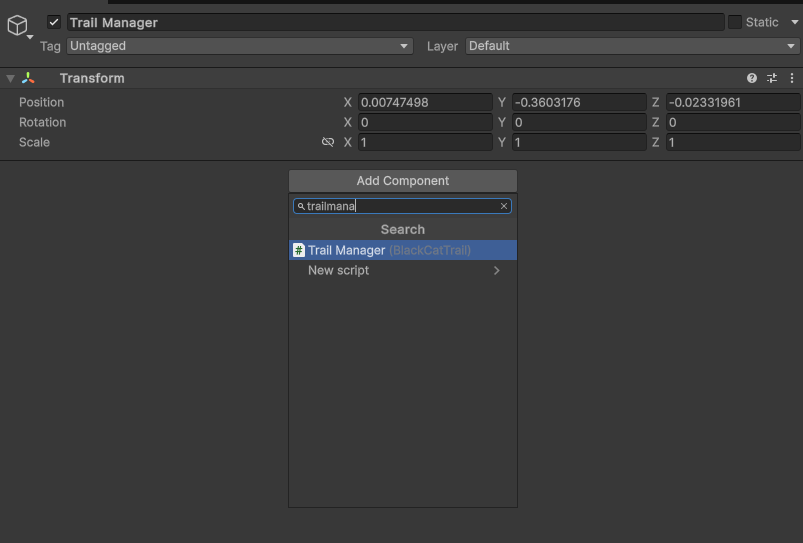 Trail Manager Static
Tag Untagged Layer Default
Transform
Position X 0.00747498 Y -0.3603176 Z -0.02331961
Rotation X 0 Y 0 Z 0
Scale X 1 Y 1 Z 1
Add Component
trailmana
Search
# Trail Manager (BlackCatTrail)
New script